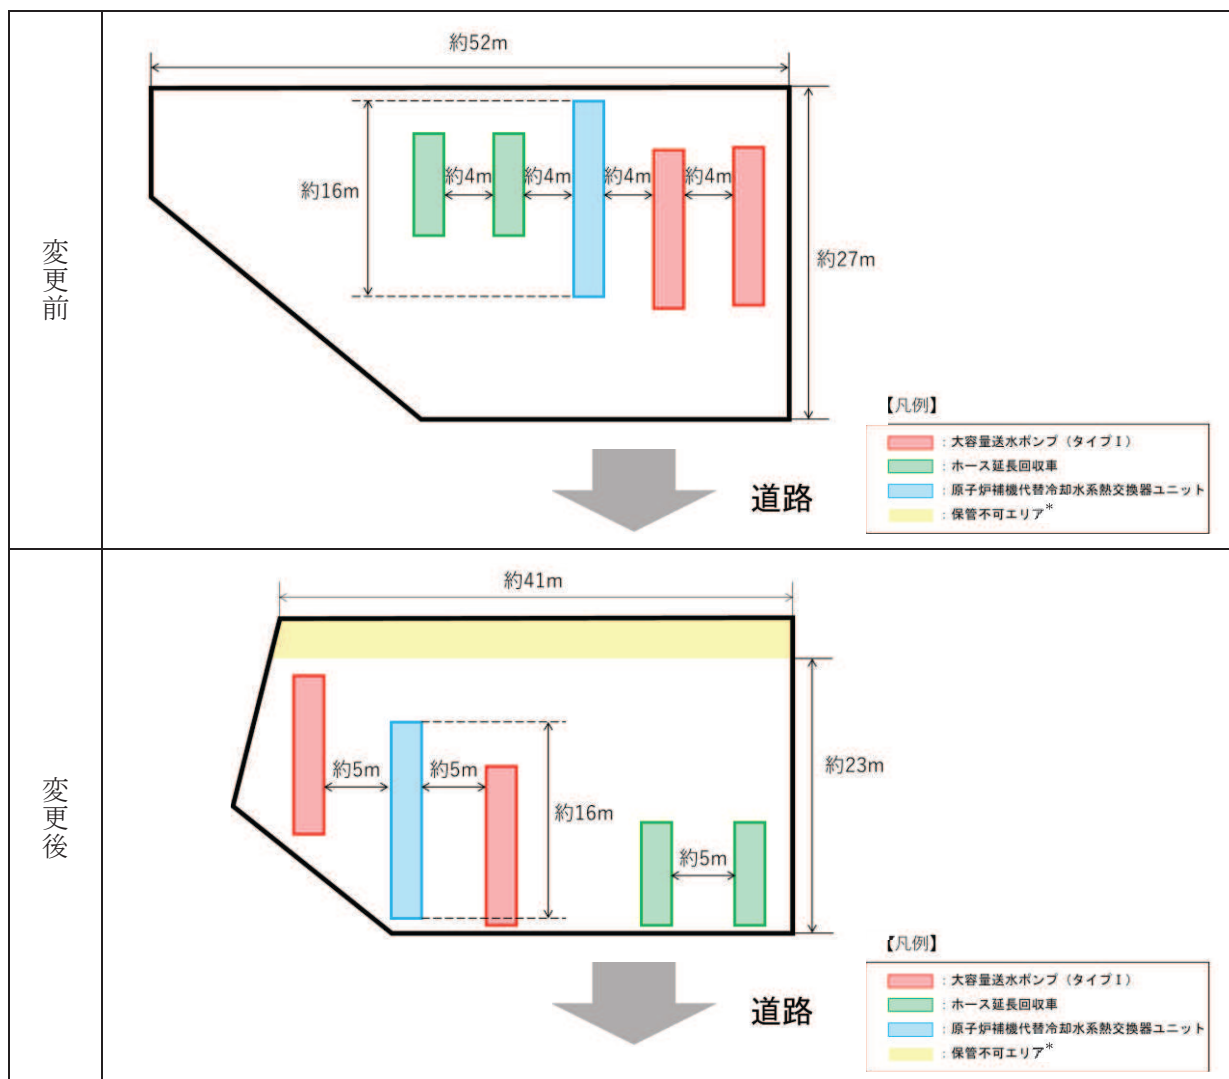 変更前
約52m
約4m
約4m
約4m
約4m
約16m
約27m
【凡例】
：大容量送水ポンプ（タイプⅠ）
：ホース延長回収車
：原子炉補機代替冷却水系熱交換器ユニット
：保管不可エリア*
道路
変更後
約41m
約5m
約5m
約16m
約5m
約23m
【凡例】
：大容量送水ポンプ（タイプⅠ）
：ホース延長回収車
：原子炉補機代替冷却水系熱交換器ユニット
：保管不可エリア*
道路